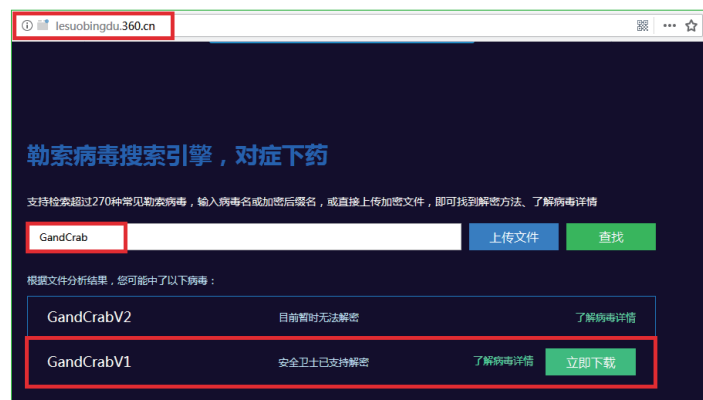 lesuobingdu.360.cn
勒索病毒搜索引擎，对症下药
支持检索超过270种常见勒索病毒，输入病毒名或加密后缀名，或直接上传加密文件，即可找到解密方法、了解病毒详情
GandCrab 上传文件 查找
根据文件分析结果，您可能中了以下病毒：
GandCrabV2 目前暂时无法解密 了解病毒详情
GandCrabV1 安全卫士已支持解密 了解病毒详情 立即下载